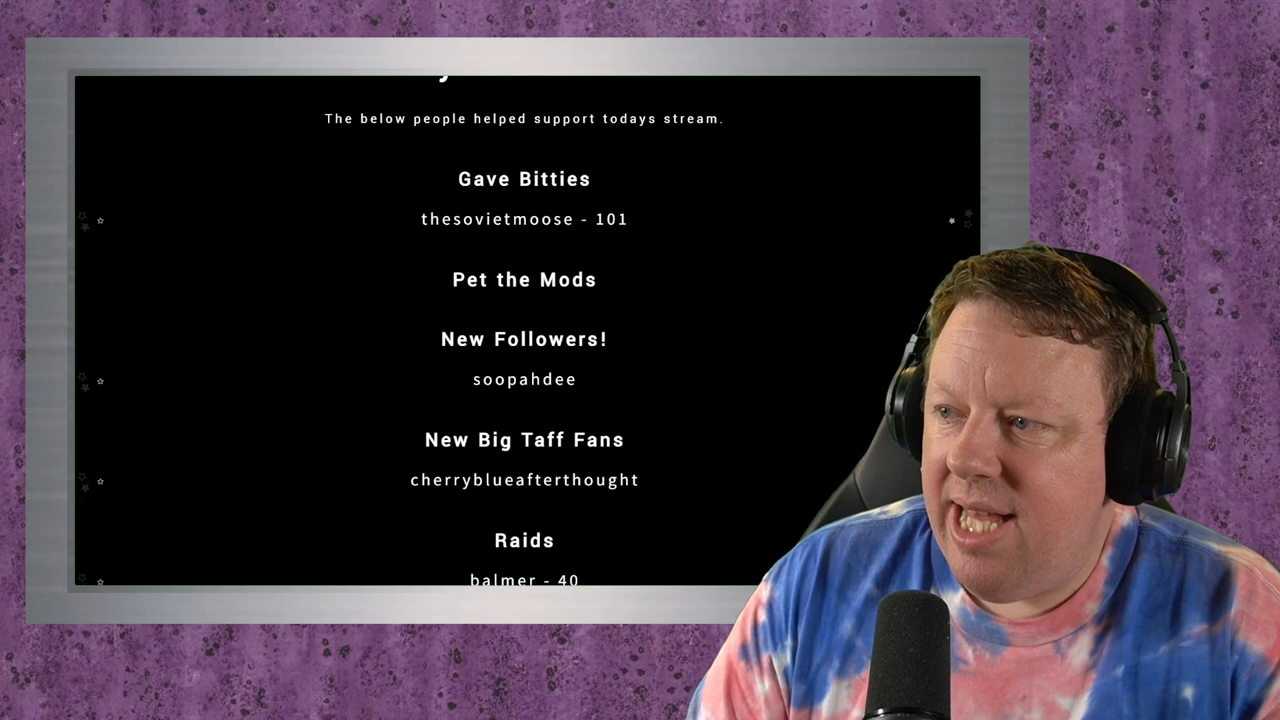 The below people helped support todays stream.
Gave Bitties
thesovietmoose - 101
Pet the Mods
New Followers!
soopahdee
New Big Taff Fans
cherryblueafterthought
Raids
balmer - 40